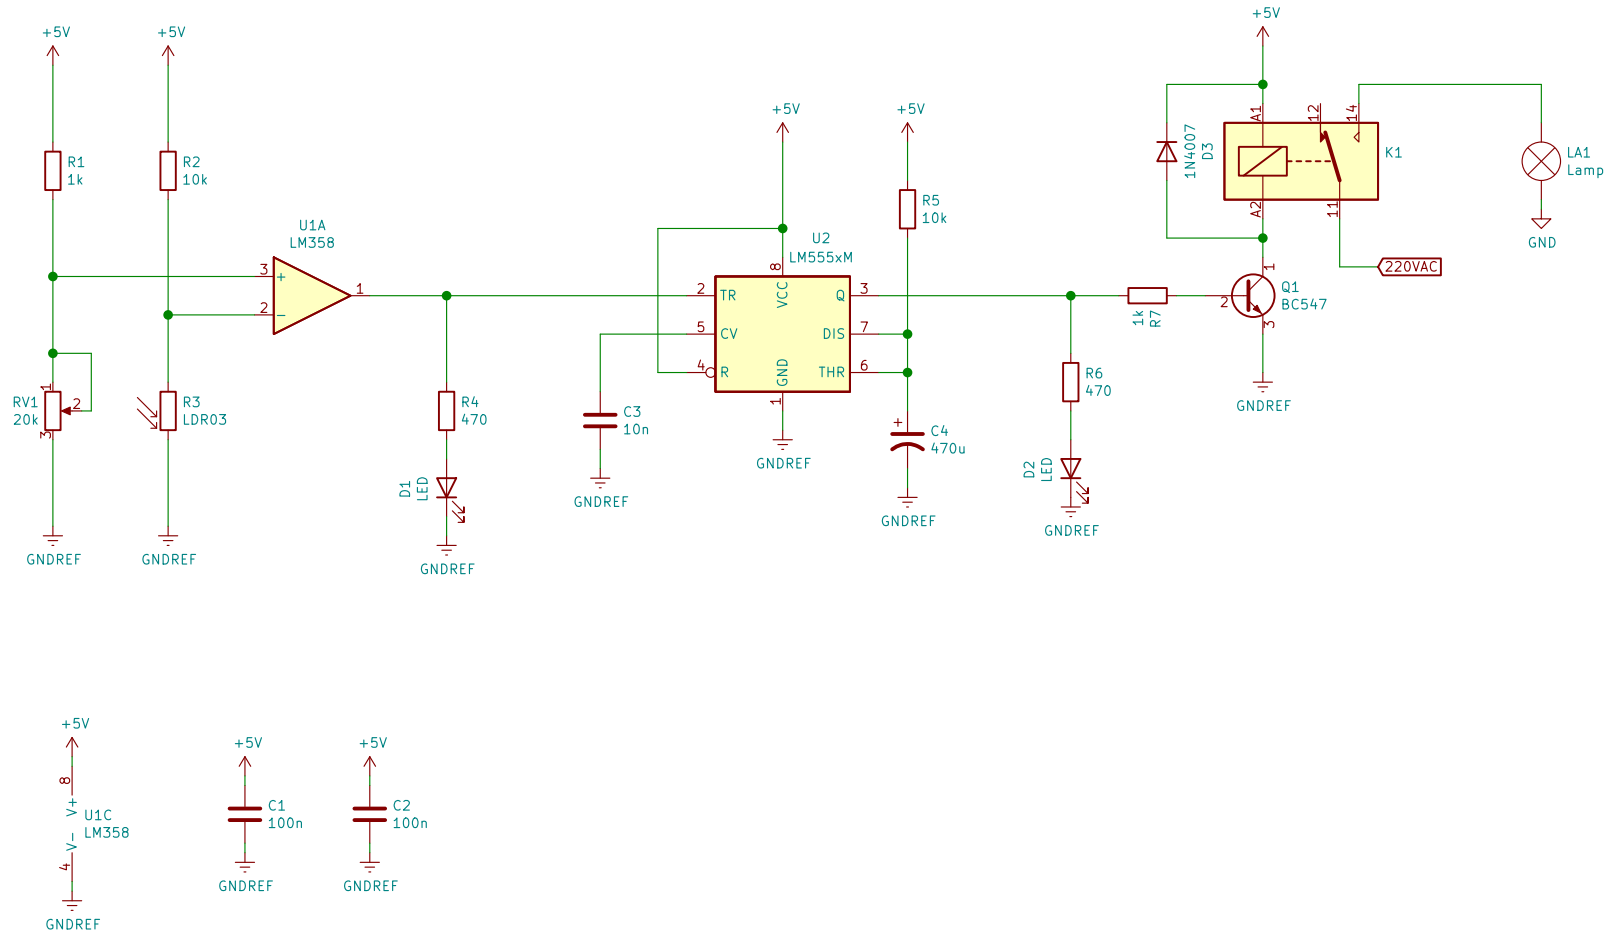 +5V
+5V
R1
1k
R2
10k
U1A
LM358
3
+
2
−
1
1
RV1
20k
2
3
R3
LDR03
GNDREF
GNDREF
R4
470
D1
LED
GNDREF
+5V
+5V
R5
10k
U2
LM555xM
8
VCC
2
TR
Q
3
5
CV
DIS
7
4
R
GND
THR
6
1
GNDREF
C3
10n
GNDREF
+
C4
470u
GNDREF
R6
470
D2
LED
GNDREF
1k
R7
+5V
1N4007
D3
A1
12
14
K1
A2
11
LA1
Lamp
GND
220VAC
1
2
3
Q1
BC547
GNDREF
+5V
8
V+
U1C
LM358
V−
4
GNDREF
+5V
C1
100n
GNDREF
+5V
C2
100n
GNDREF